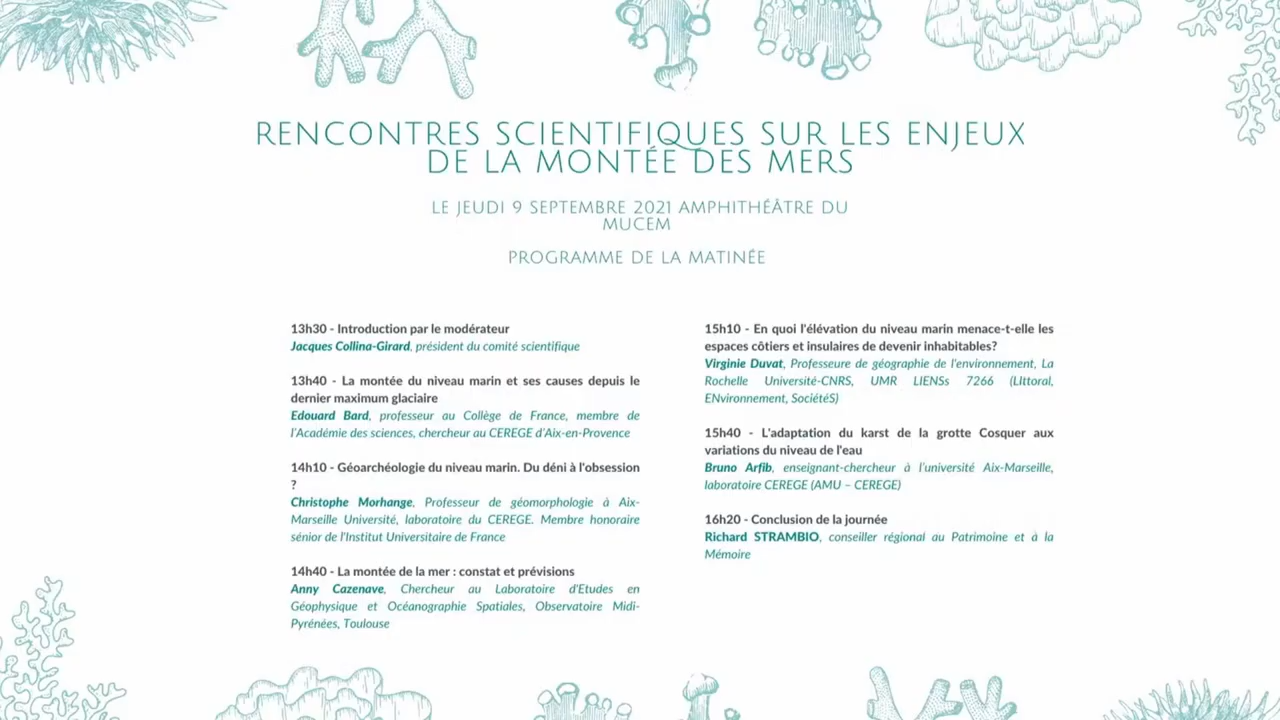 RENCONTRES SCIENTIFIQUES SUR LES ENJEUX
DE LA MONTÉE DES MERS
LE JEUDI 9 SEPTEMBRE 2021 AMPHITHÉÂTRE DU
MUCEM
PROGRAMME DE LA MATINÉE
13h30 - Introduction par le modérateur
Jacques Collina-Girard, président du comité scientifique
13h40 - La montée du niveau marin et ses causes depuis le
dernier maximum glaciaire
Edouard Bard, professeur au Collège de France, membre de
l'Académie des sciences, chercheur au CEREGE d'Aix-en-Provence
14h10 - Géoarchéologie du niveau marin. Du déni à l'obsession
?
Christophe Morhange, Professeur de géomorphologie à Aix-
Marseille Université, laboratoire du CEREGE. Membre honoraire
sénior de l'Institut Universitaire de France
14h40 - La montée de la mer : constat et prévisions
Anny Cazenave, Chercheur au Laboratoire d'Etudes en
Géophysique et Océanographie Spatiales, Observatoire Midi-
Pyrénées, Toulouse
15h10 - En quoi l'élévation du niveau marin menace-t-elle les
espaces côtiers et insulaires de devenir inhabitables?
Virginie Duvat, Professeure de géographie de l'environnement, La
Rochelle Université-CNRS, UMR LIENSs 7266 (LIttoral,
ENvironnement, SociétéS)
15h40 - L'adaptation du karst de la grotte Cosquer aux
variations du niveau de l'eau
Bruno Arfib, enseignant-chercheur à l'université Aix-Marseille,
laboratoire CEREGE (AMU – CEREGE)
16h20 - Conclusion de la journée
Richard STRAMBIO, conseiller régional au Patrimoine et à la
Mémoire